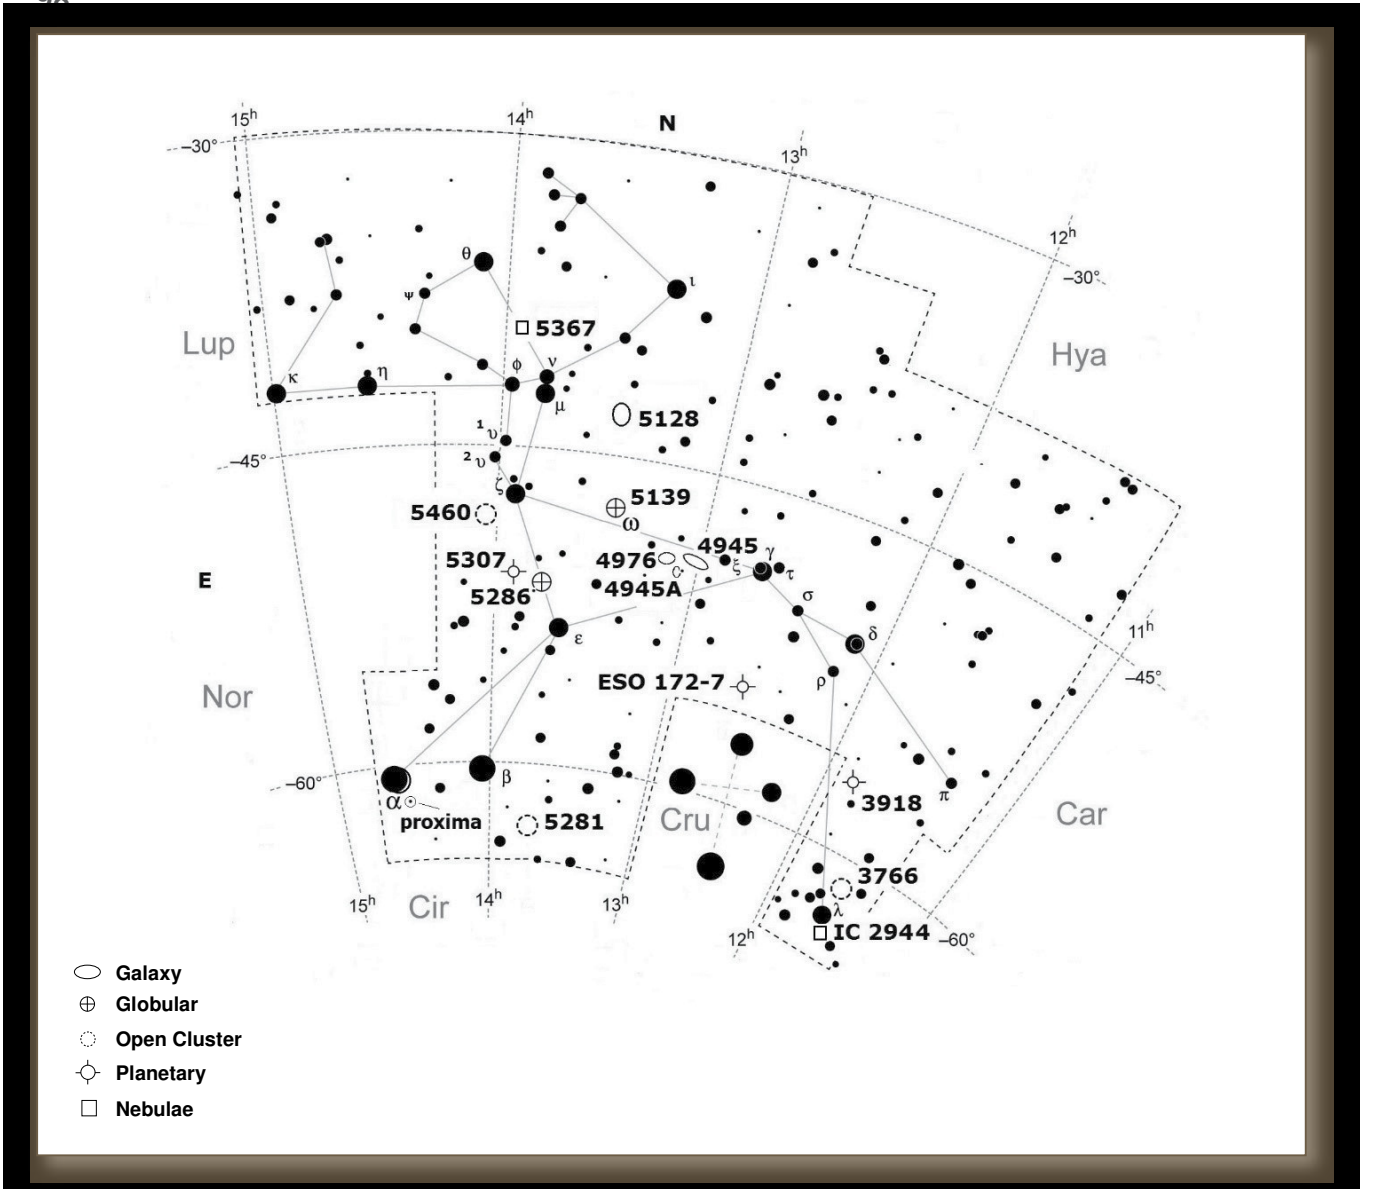 15h
14h
N
13h
–30°
12h
–30°
θ
ψ
ι
5367
Lup
Hya
κ
η
φ
ν
μ
5128
1 υ
2 υ
–45°
ζ
5139
ω
5460
4945
5307
4976
ξ
γ
τ
E
5286
4945A
σ
11h
ε
δ
–45°
ESO 172-7
ρ
Nor
–60°
β
π
α
proxima
5281
Cru
3918
Car
3766
15h
14h
13h
Cir
λ
12h
IC 2944
–60°
Galaxy
Globular
Open Cluster
Planetary
Nebulae